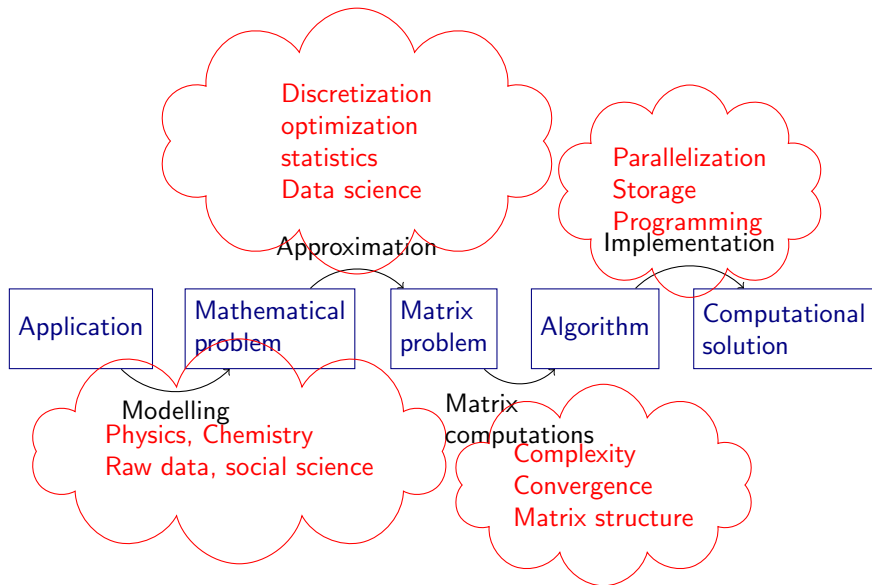 Discretization
optimization
statistics
Data science
Parallelization
Storage
Programming
Approximation
Implementation
Application
Mathematical
problem
Matrix
problem
Algorithm
Computational
solution
Modelling
Matrix
computations
Physics, Chemistry
Raw data, social science
Complexity
Convergence
Matrix structure